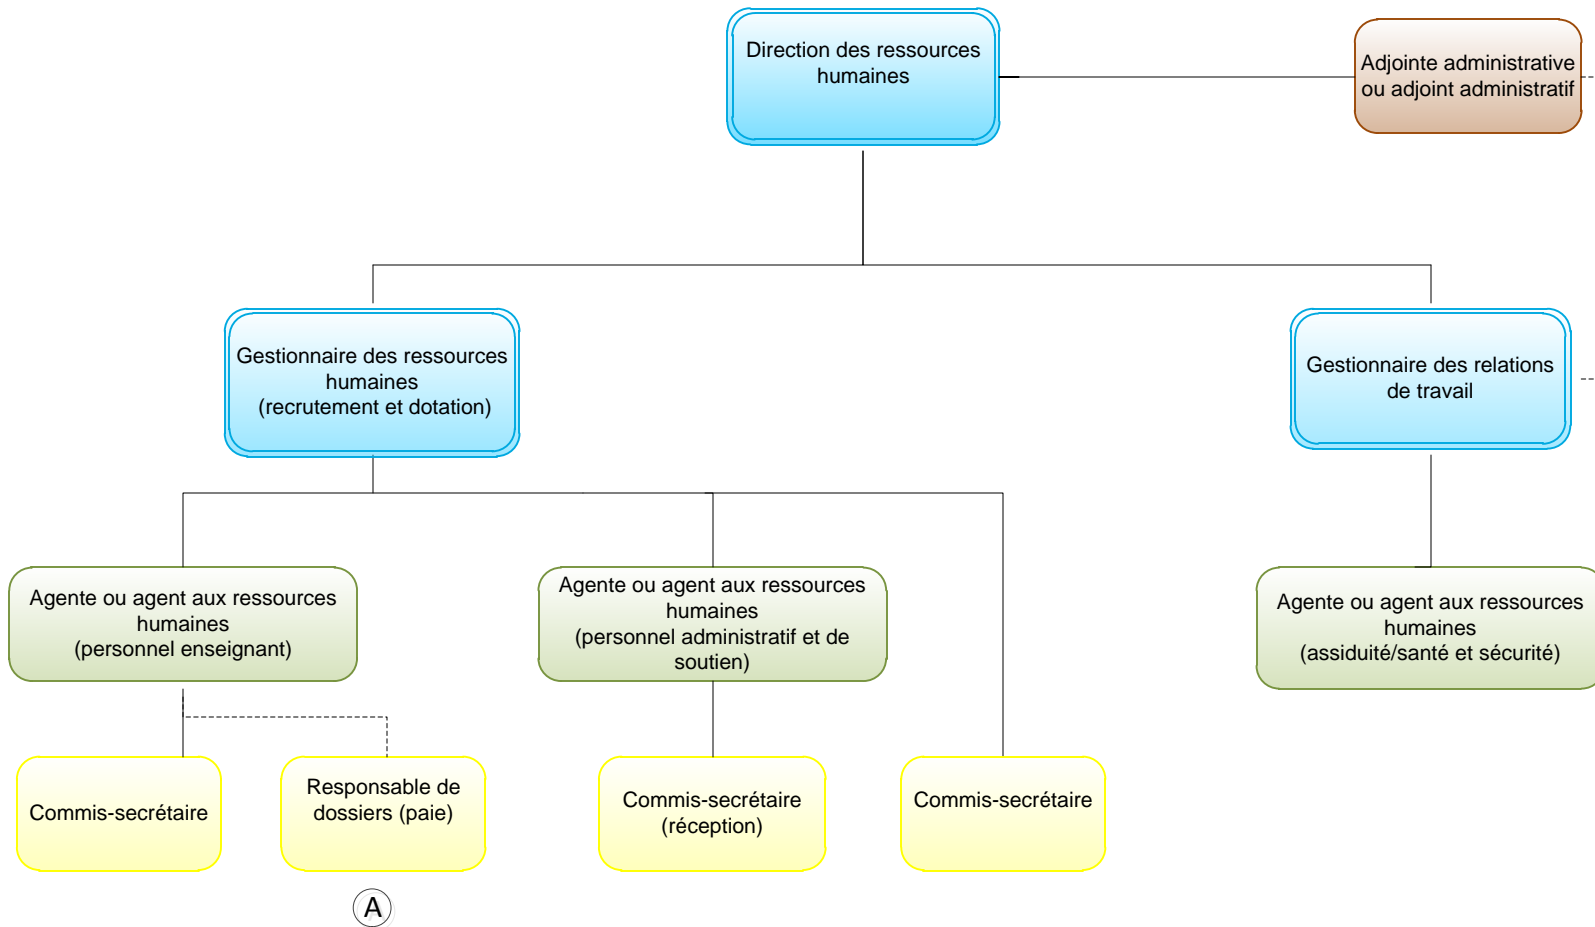 Direction des ressources
humaines
Adjointe administrative
ou adjoint administratif
Gestionnaire des ressources
humaines
(recrutement et dotation)
Gestionnaire des relations
de travail
Agente ou agent aux ressources
humaines
(personnel enseignant)
Agente ou agent aux ressources
humaines
(personnel administratif et de
soutien)
Agente ou agent aux ressources
humaines
(assiduité/santé et sécurité)
Commis-secrétaire
Responsable de
dossiers (paie)
Commis-secrétaire
(réception)
Commis-secrétaire
A